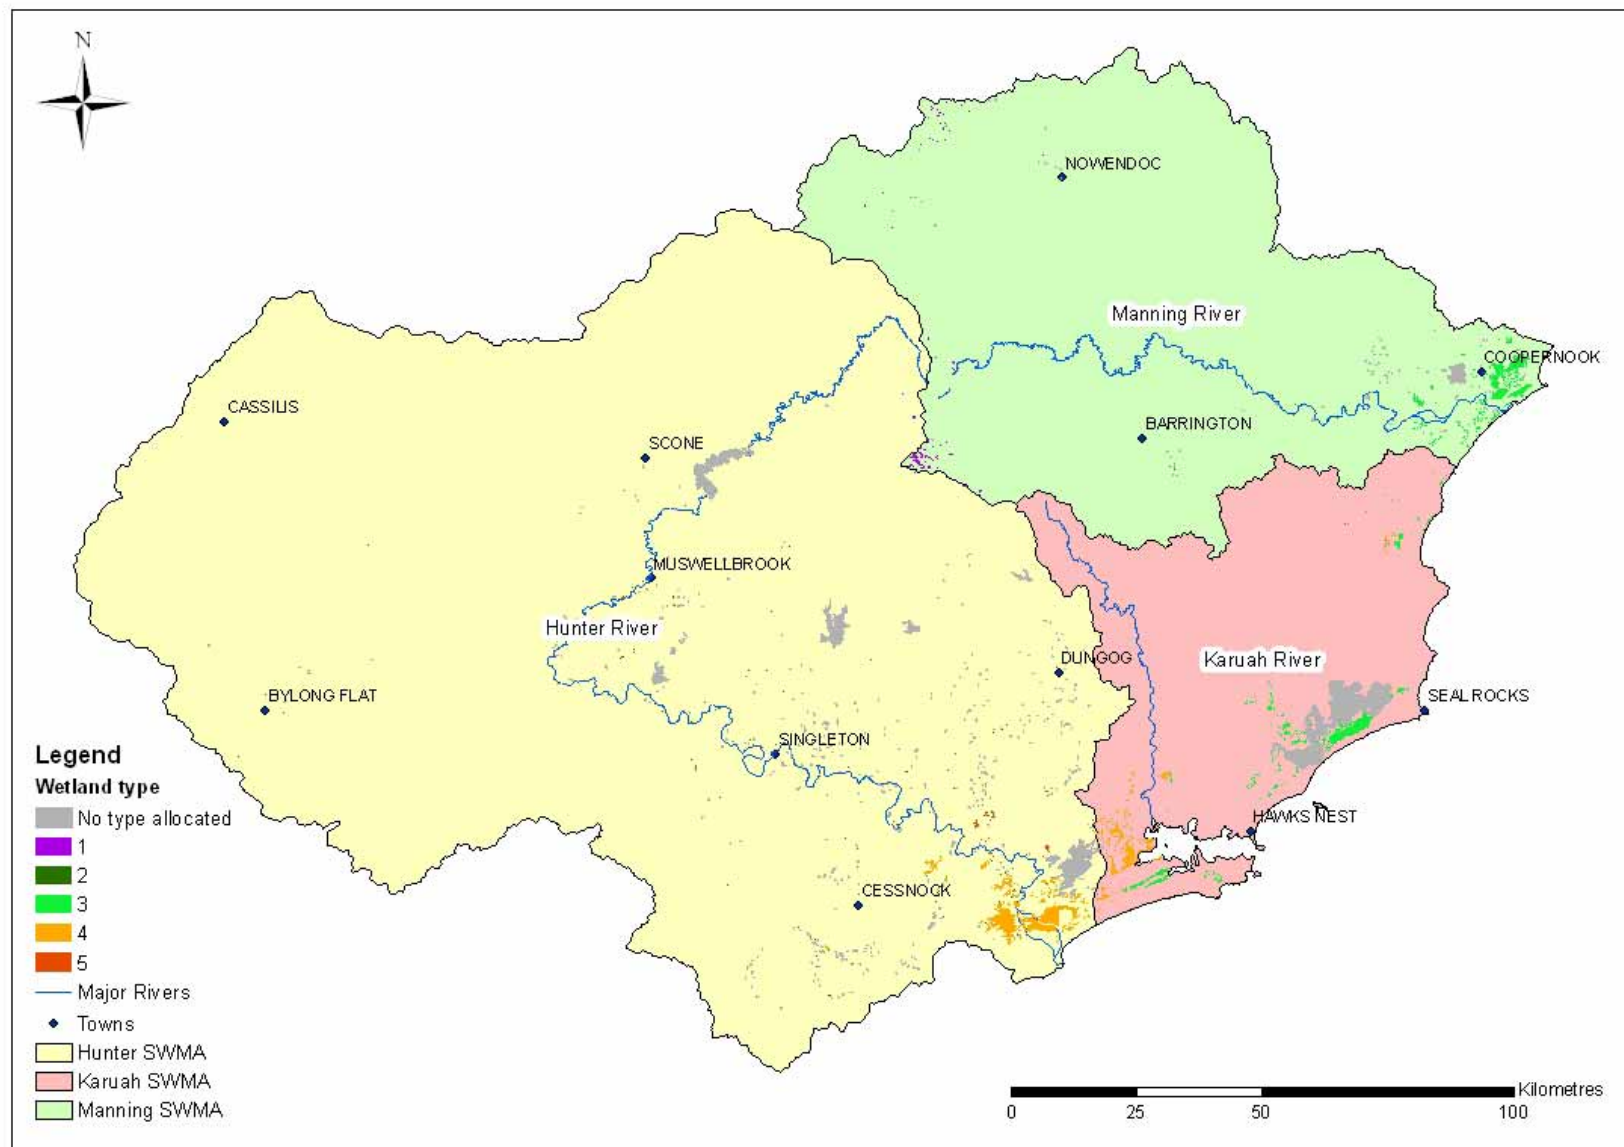 N
NOWENDOC
Manning River
COOPERNOOK
CASSILIS
BARRINGTON
SCONE
MUSWELLBROOK
Hunter River
DUNGOG
Karuah River
BYLONG FLAT
SEAL ROCKS
SINGLETON
HAWKS NEST
CESSNOCK
Legend
Wetland type
No type allocated
1
2
3
4
5
Major Rivers
Towns
Hunter SWMA
Karuah SWMA
Manning SWMA
Kilometres
0 25 50 100